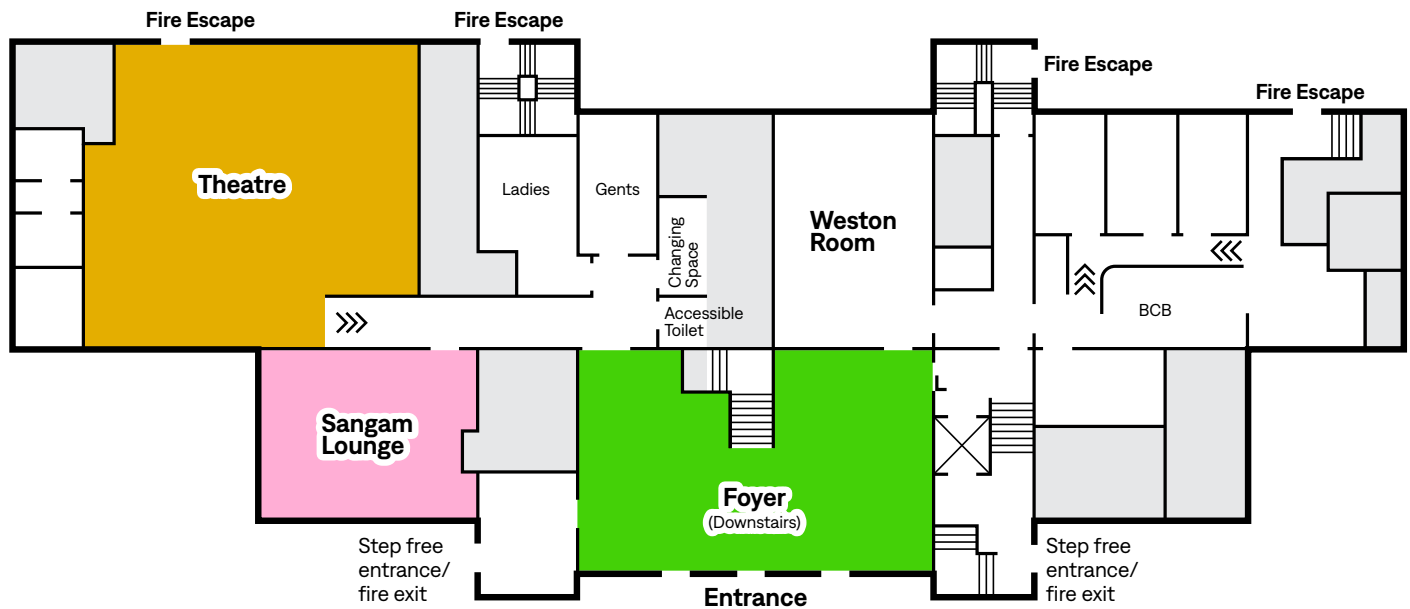 Fire Escape
Fire Escape
Fire Escape
Fire Escape
Theatre
Ladies
Gents
Changing
Space
Weston
Room
Accessible
Toilet
BCB
Sangam
Lounge
Foyer
(Downstairs)
Step free
entrance/
fire exit
Entrance
Step free
entrance/
fire exit